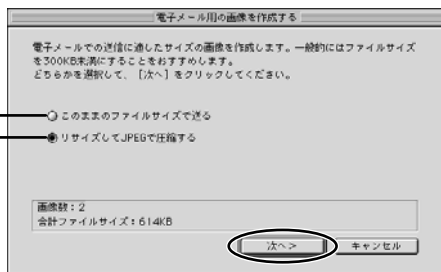 電子メール用の画像を作成する
電子メールでの送信に適したサイズの画像を作成します。一般的にはファイルサイズ
を300KB未満にすることをおすすめします。
どちらかを選択して、［次へ］をクリックしてください。
このままのファイルサイズで送る
リサイズしてJPEGで圧縮する
画像数：2
合計ファイルサイズ：614KB
次へ＞
キャンセル